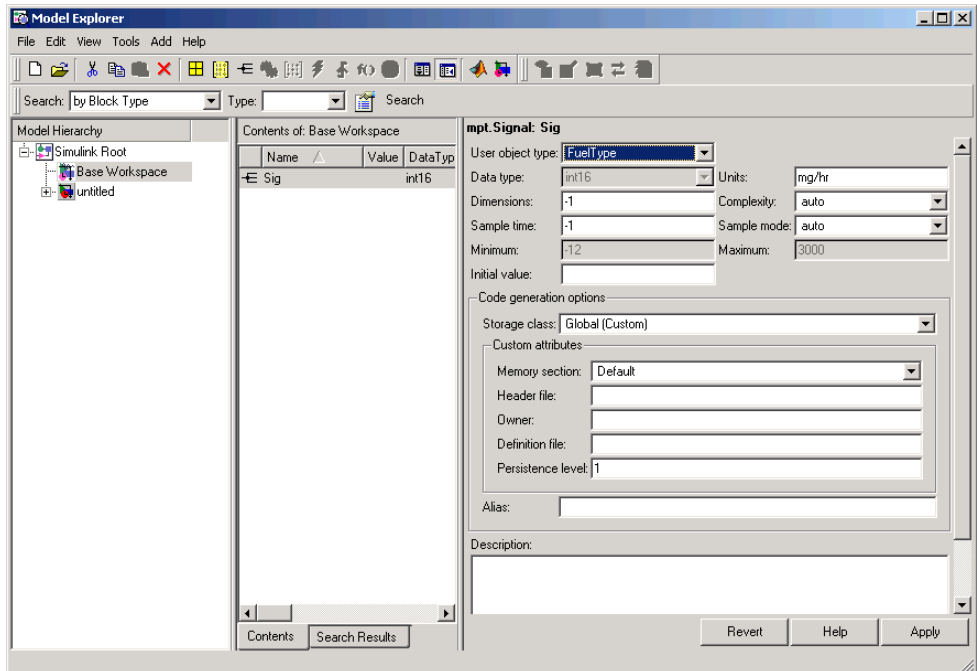 Model Explorer
File Edit View Tools Add Help
Search: by Block Type Type: Search
Model Hierarchy
Simulink Root
Base Workspace
untitled
Contents of: Base Workspace
Name Value DataTyp
Sig int16
Contents Search Results
mpt.Signal: Sig
User object type: FuelType
Data type: int16 Units: mg/hr
Dimensions: -1 Complexity: auto
Sample time: -1 Sample mode: auto
Minimum: -12 Maximum: 3000
Initial value:
Code generation options
Storage class: Global (Custom)
Custom attributes
Memory section: Default
Header file:
Owner:
Definition file:
Persistence level: 1
Alias:
Description:
Revert Help Apply